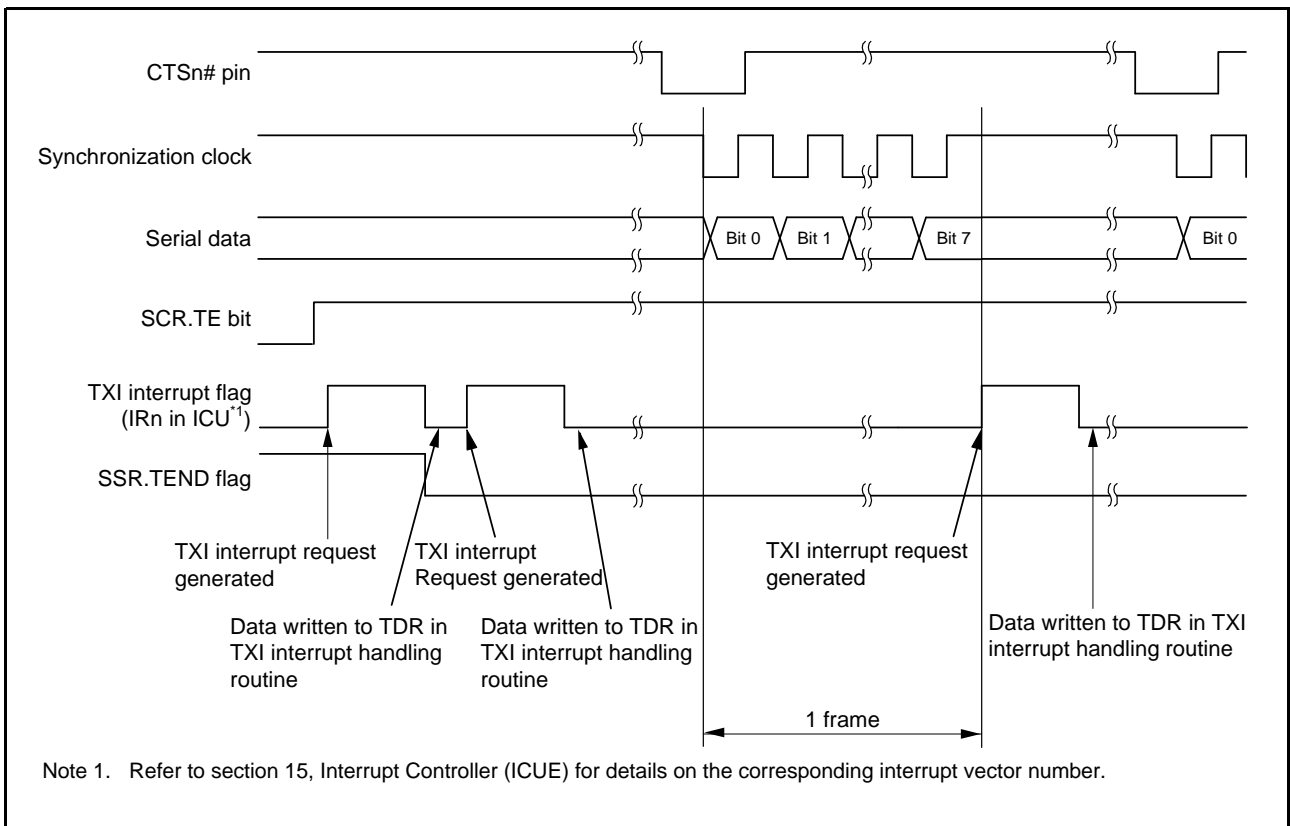 CTSn# pin
Synchronization clock
Serial data
Bit 0
Bit 1
Bit 7
Bit 0
SCR.TE bit
TXI interrupt flag
(IRn in ICU*1)
SSR.TEND flag
TXI interrupt request
generated
TXI interrupt
Request generated
TXI interrupt request
generated
Data written to TDR in
TXI interrupt handling
routine
Data written to TDR in
TXI interrupt handling
routine
Data written to TDR in TXI
interrupt handling routine
1 frame
Note 1. Refer to section 15, Interrupt Controller (ICUE) for details on the corresponding interrupt vector number.